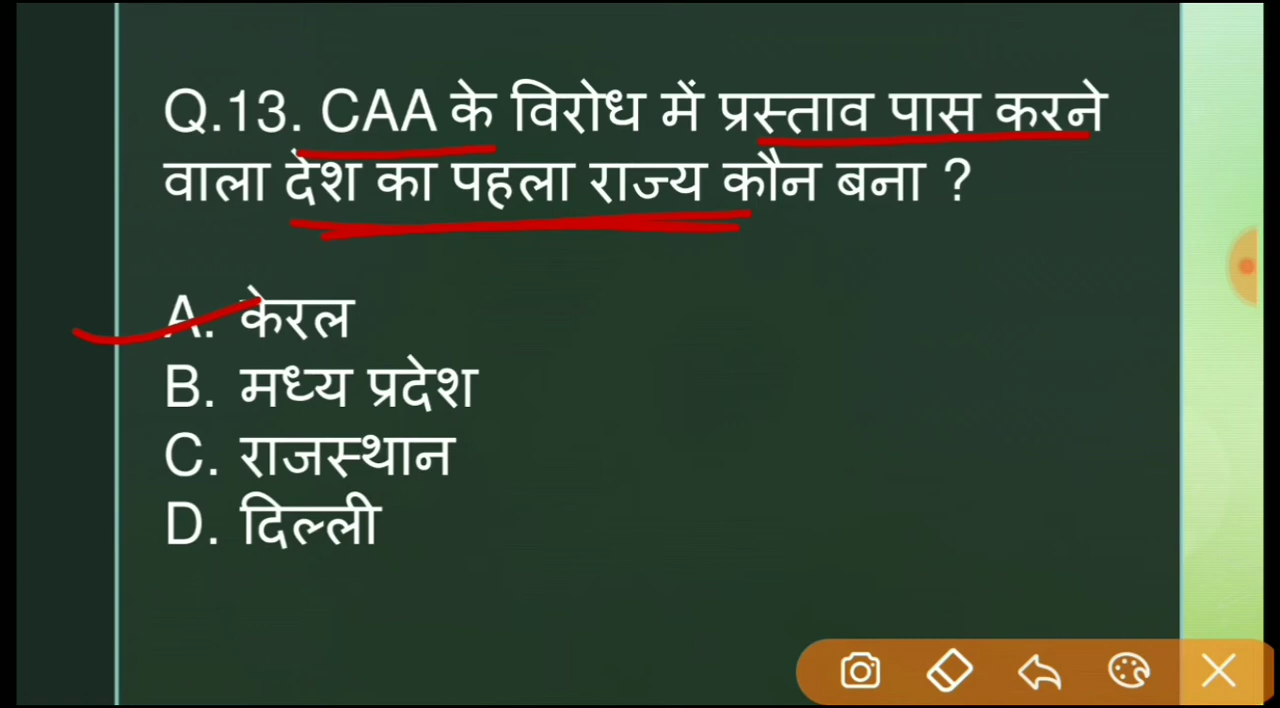 Q.13. CAA के विरोध में प्रस्ताव पास करने
वाला देश का पहला राज्य कौन बना ?
A. केरल
B. मध्य प्रदेश
C. राजस्थान
D. दिल्ली